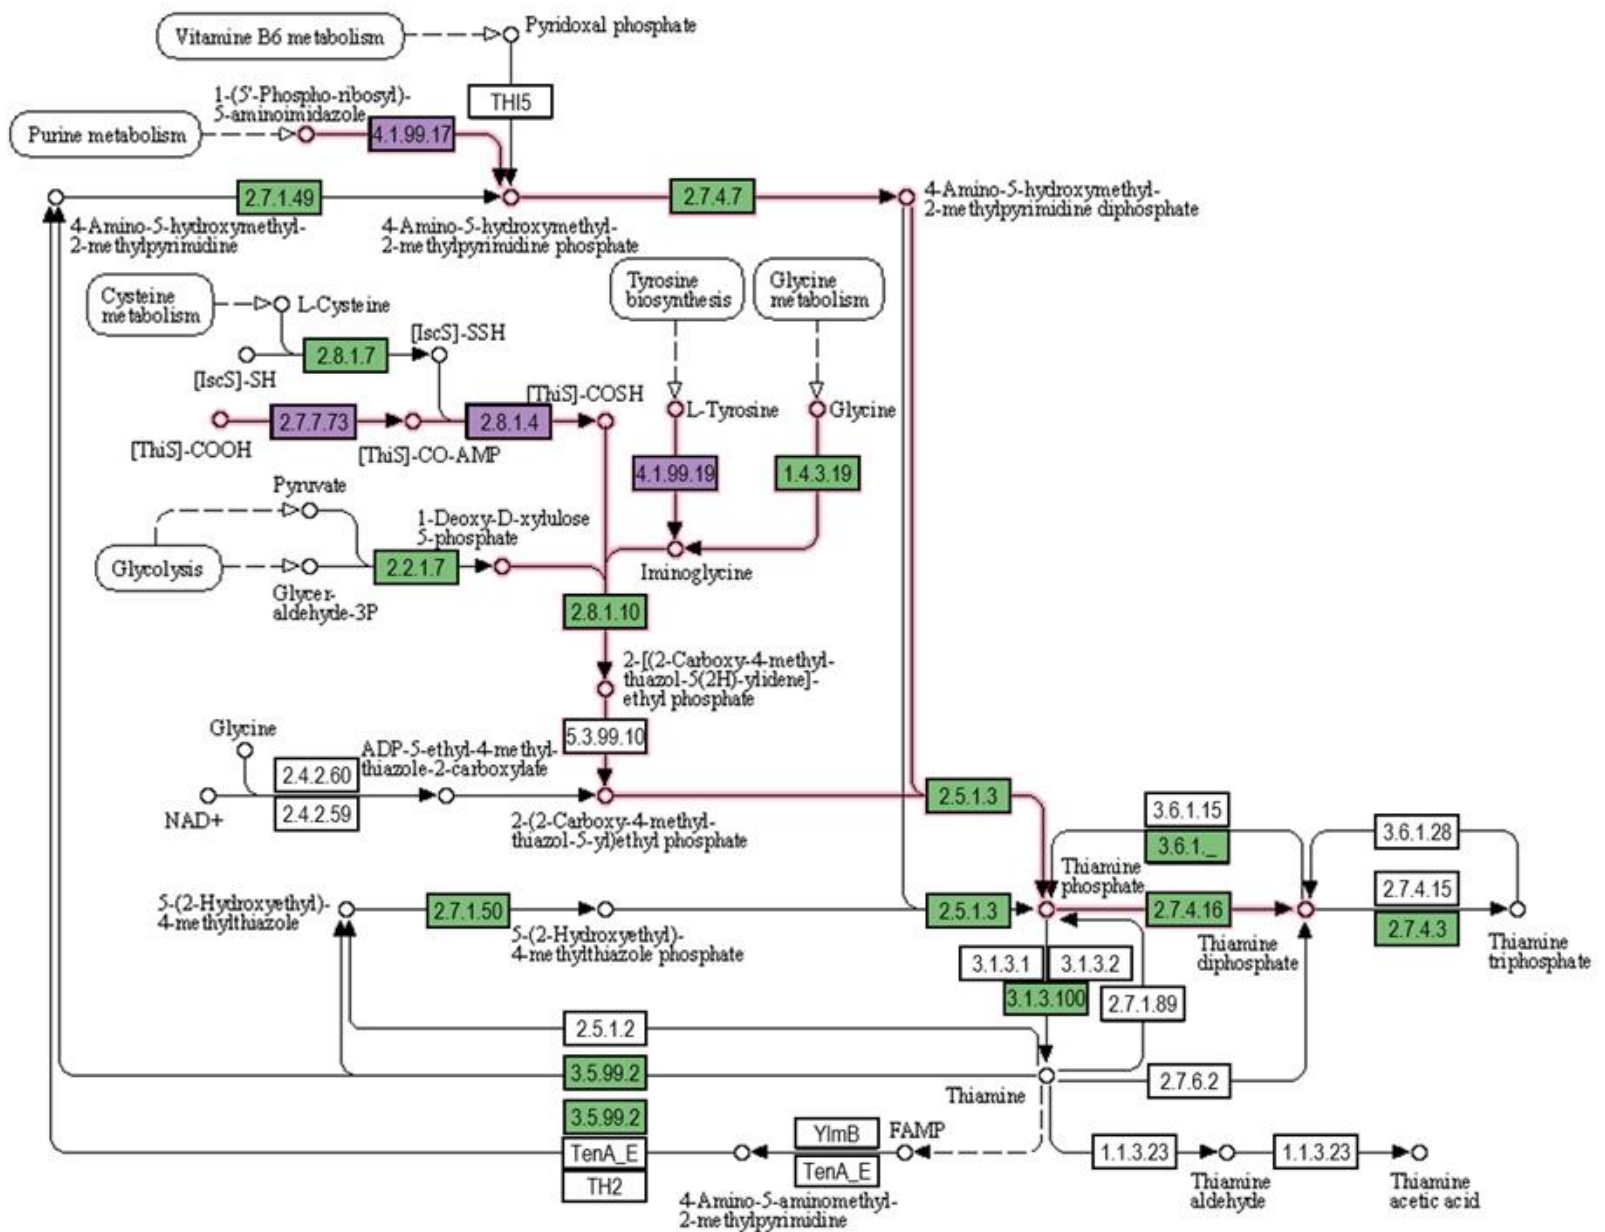 Vitamine B6 metabolism
Pyridoxal phosphate
THI5
1-(5'-Phospho-ribosyl)-
5-aminoimidazole
Purine metabolism
4.1.99.17
2.7.1.49
2.7.4.7
4-Amino-5-hydroxymethyl-
2-methylpyrimidine
4-Amino-5-hydroxymethyl-
2-methylpyrimidine phosphate
4-Amino-5-hydroxymethyl-
2-methylpyrimidine diphosphate
Cysteine
metabolism
L-Cysteine
Tyrosine
biosynthesis
Glycine
metabolism
[IscS]-SSH
2.8.1.7
[IscS]-SH
[ThiS]-COSH
2.7.7.73
2.8.1.4
L-Tyrosine
Glycine
[ThiS]-COOH
[ThiS]-CO-AMP
4.1.99.19
1.4.3.19
Pyruvate
1-Deoxy-D-xylulose
5-phosphate
Glycolysis
2.2.1.7
Iminoglycine
Glycer-
aldehyde-3P
2.8.1.10
2-[(2-Carboxy-4-methyl-
thiazol-5(2H)-ylidene]-
ethyl phosphate
5.3.99.10
Glycine
2.4.2.60
2.4.2.59
ADP-5-ethyl-4-methyl-
thiazole-2-carboxylate
NAD+
2-(2-Carboxy-4-methyl-
thiazol-5-yl)ethyl phosphate
2.5.1.3
3.6.1.15
3.6.1._
3.6.1.28
Thiamine
phosphate
2.7.4.15
2.7.4.3
5-(2-Hydroxyethyl)-
4-methylthiazole
2.7.1.50
2.5.1.3
2.7.4.16
5-(2-Hydroxyethyl)-
4-methylthiazole phosphate
Thiamine
diphosphate
Thiamine
triphosphate
3.1.3.1
3.1.3.2
3.1.3.100
2.7.1.89
2.5.1.2
3.5.99.2
2.7.6.2
Thiamine
3.5.99.2
TenA_E
TH2
YlmB
TenA_E
FAMP
4-Amino-5-aminomethyl-
2-methylpyrimidine
1.1.3.23
1.1.3.23
Thiamine
aldehyde
Thiamine
acetic acid